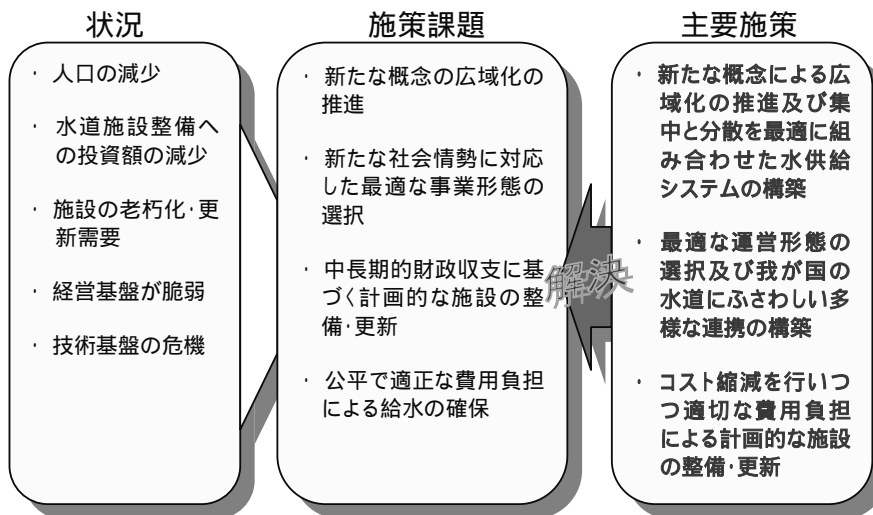 状況
・ 人口の減少
・ 水道施設整備へ
の投資額の減少
・ 施設の老朽化・更
新需要
・ 経営基盤が脆弱
・ 技術基盤の危機
施策課題
・ 新たな概念の広域化の
推進
・ 新たな社会情勢に対応
した最適な事業形態の
選択
・ 中長期的財政収支に基
づく計画的な施設の整
備・更新
・ 公平で適正な費用負担
による給水の確保
解決
主要施策
・ 新たな概念による広
域化の推進及び集
中と分散を最適に組
み合わせた水供給
システムの構築
・ 最適な運営形態の
選択及び我が国の
水道にふさわしい多
様な連携の構築
・ コスト縮減を行いつ
つ適切な費用負担
による計画的な施設
の整備・更新